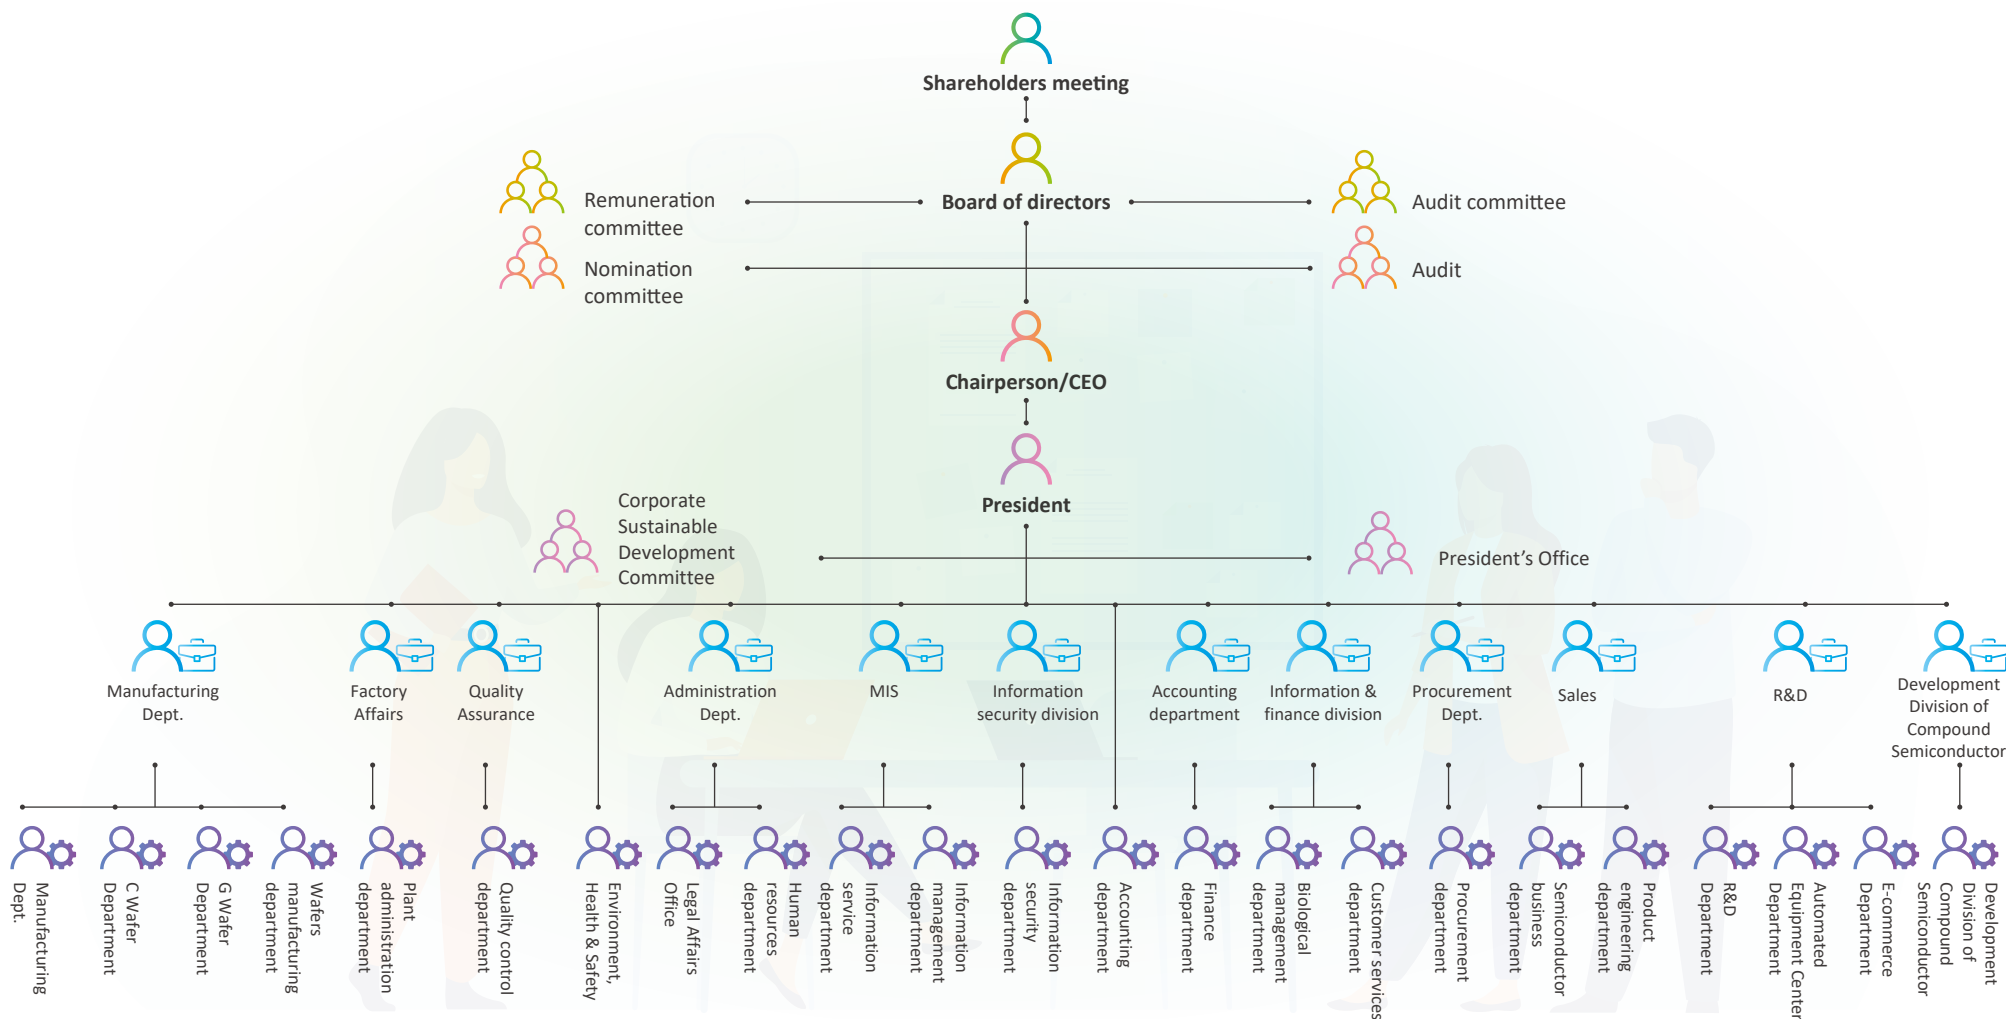 Shareholders meeting
Remuneration
committee
Board of directors
Audit committee
Nomination
committee
Audit
Chairperson/CEO
President
Corporate
Sustainable
Development
Committee
President's Office
Manufacturing
Dept.
Factory
Affairs
Quality
Assurance
Administration
Dept.
MIS
Information
security division
Accounting
department
Information &
finance division
Procurement
Dept.
Sales
R&D
Development
Division of
Compound
Semiconductor
Manufacturing
Dept.
C Wafer
Department
G Wafer
Department
Wafers
manufacturing
department
Plant
administration
department
Quality control
department
Environment,
Health & Safety
Legal Affairs
Office
Human
resources
department
Information
service
department
Information
management
department
Information
security
department
Accounting
department
Finance
department
Biological
management
department
Customer services
department
Procurement
department
Semiconductor
business
department
Product
engineering
department
R&D
Department
Automated
Equipment Center
Department
E-commerce
Department
Development
Division of
Compound
Semiconductor